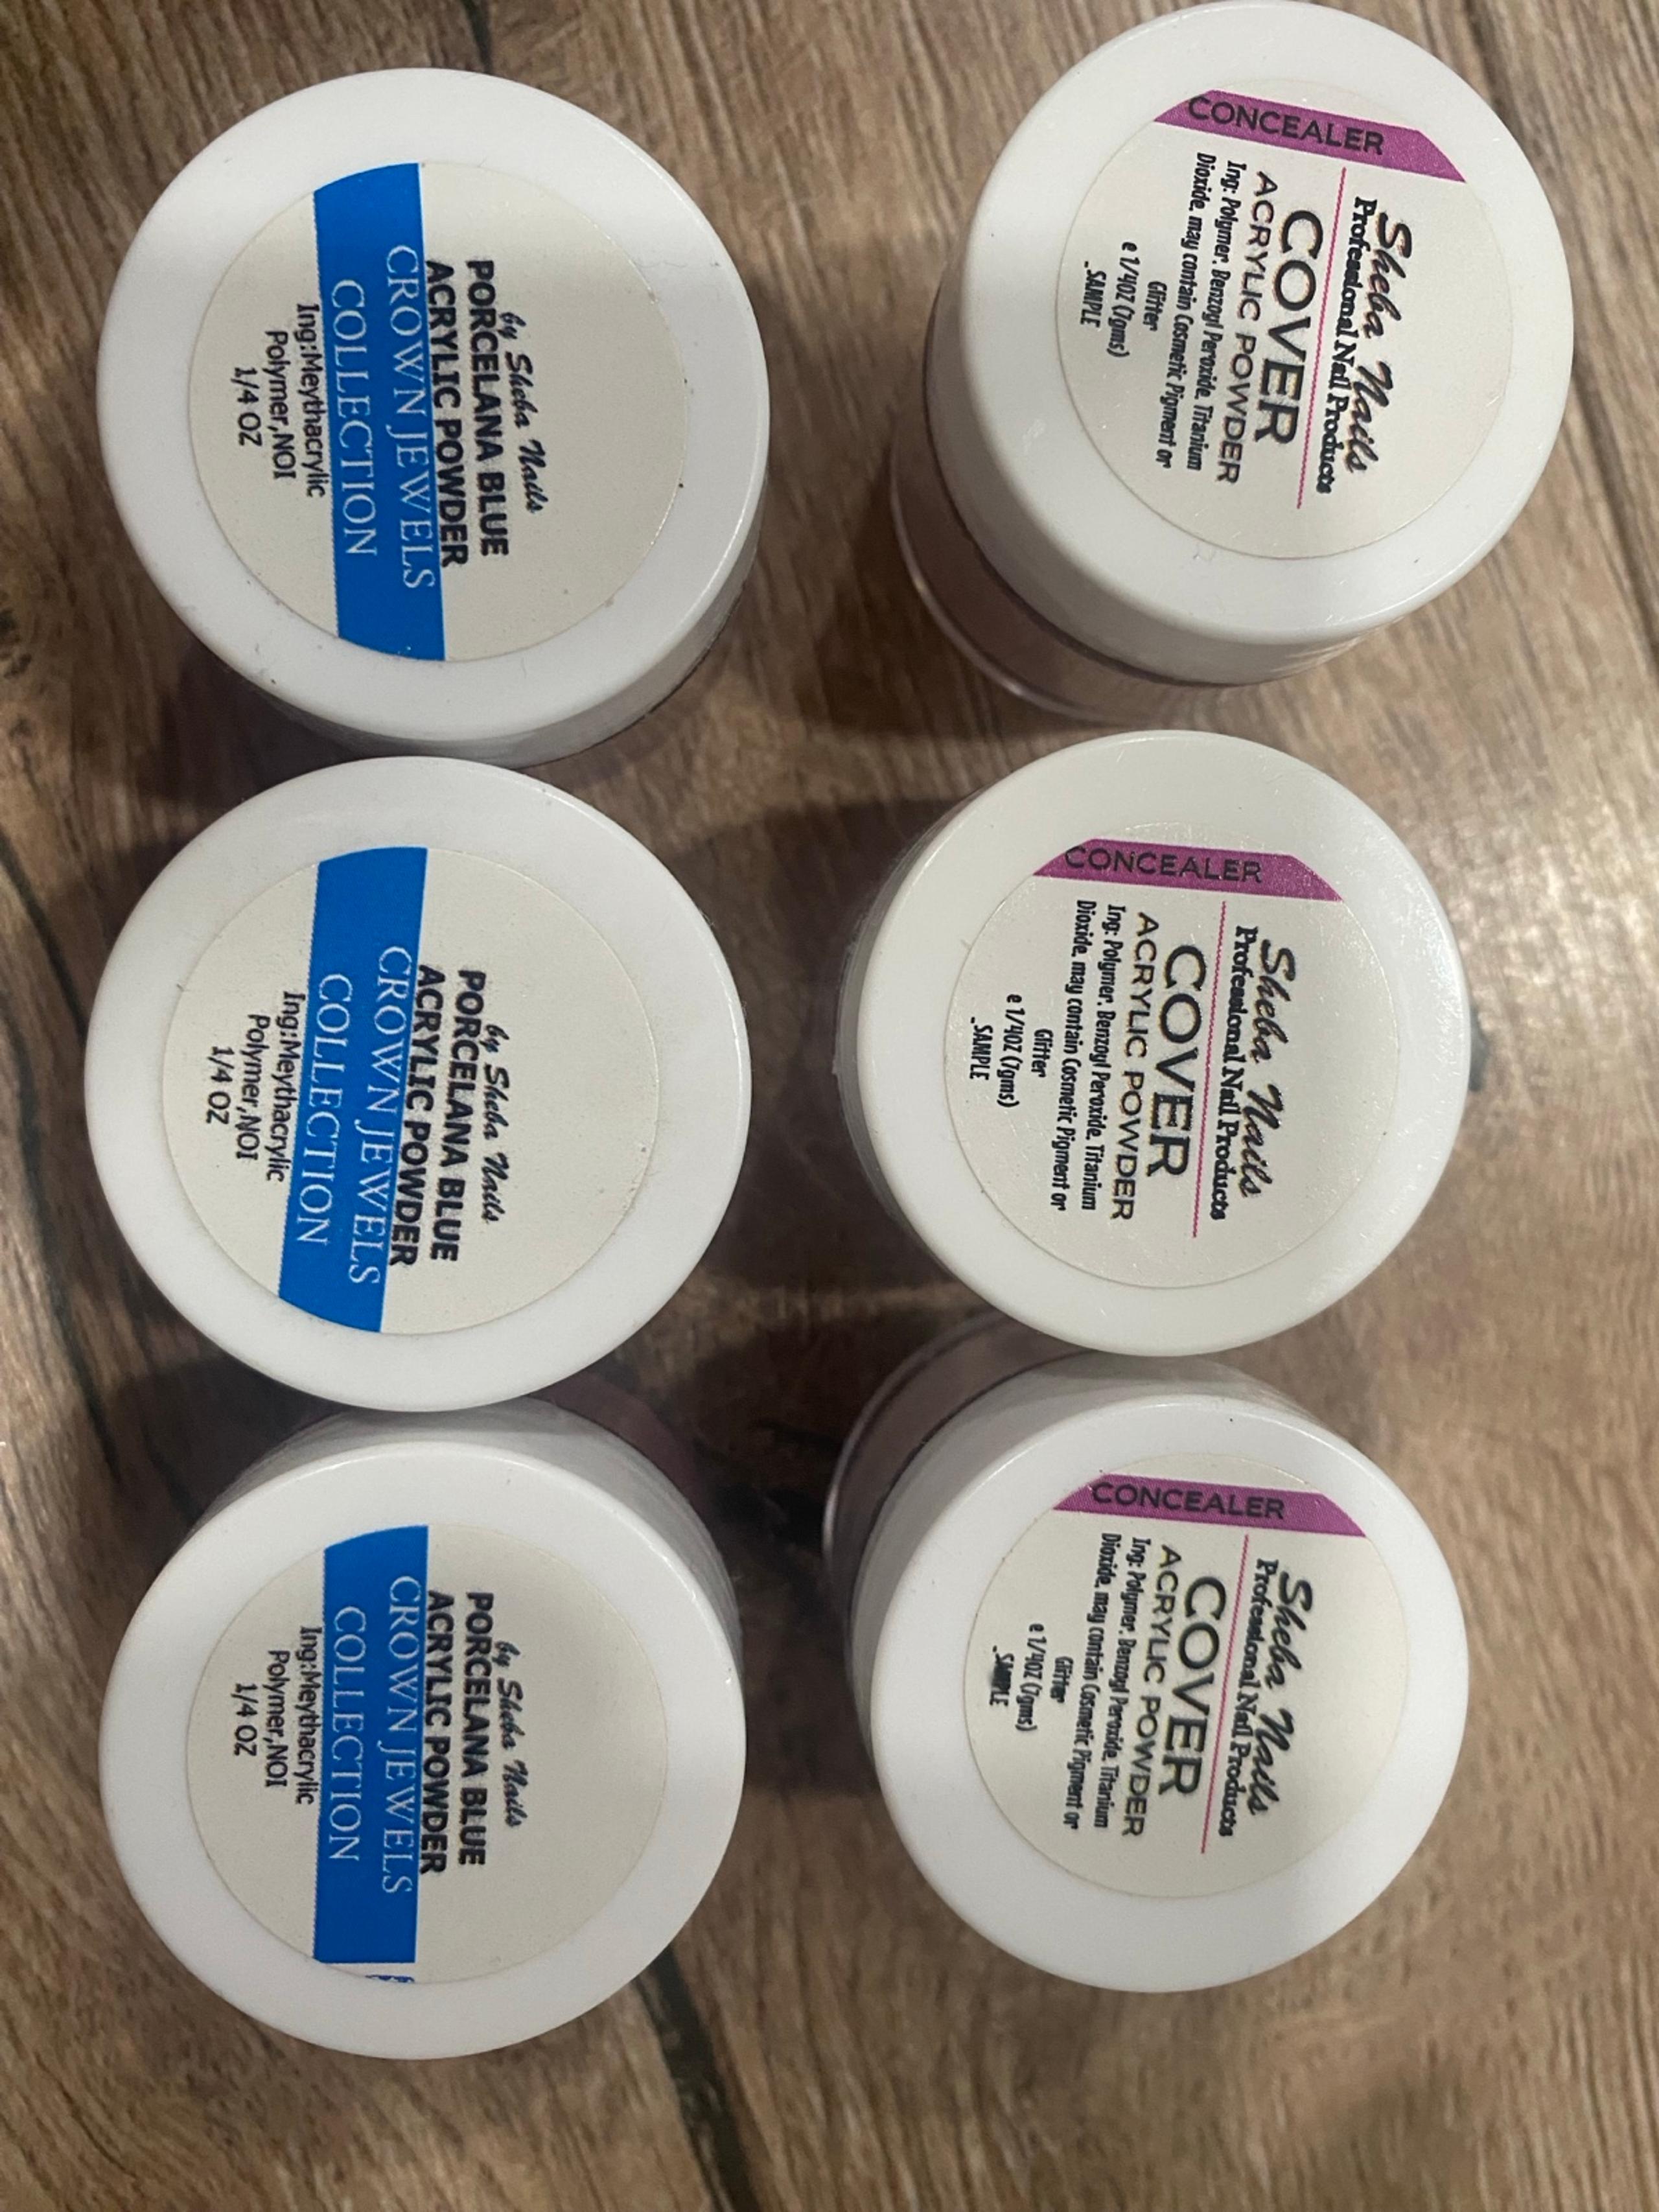 Sheba Nails
Professional Nail Products
CONCEALER
COVER
ACRYLIC POWDER
Ing: Polymer, Benzoyl Peroxide, Titanium
Dioxide, may contain Cosmetic Pigment or
Glitter
e 1/4OZ (7gms)
_SAMPLE
Sheba Nails
Professional Nail Products
CONCEALER
COVER
ACRYLIC POWDER
Ing: Polymer, Benzoyl Peroxide, Titanium
Dioxide, may contain Cosmetic Pigment or
Glitter
e 1/4OZ (7gms)
_SAMPLE
Sheba Nails
Professional Nail Products
CONCEALER
COVER
ACRYLIC POWDER
Ing: Polymer, Benzoyl Peroxide, Titanium
Dioxide, may contain Cosmetic Pigment or
Glitter
e 1/4OZ (7gms)
_SAMPLE
by Sheba Nails
PORCELANA BLUE
ACRYLIC POWDER
CROWN JEWELS
COLLECTION
Ing:Meythacrylic
Polymer,NOI
1/4 OZ
by Sheba Nails
PORCELANA BLUE
ACRYLIC POWDER
CROWN JEWELS
COLLECTION
Ing:Meythacrylic
Polymer,NOI
1/4 OZ
by Sheba Nails
PORCELANA BLUE
ACRYLIC POWDER
CROWN JEWELS
COLLECTION
Ing:Meythacrylic
Polymer,NOI
1/4 OZ